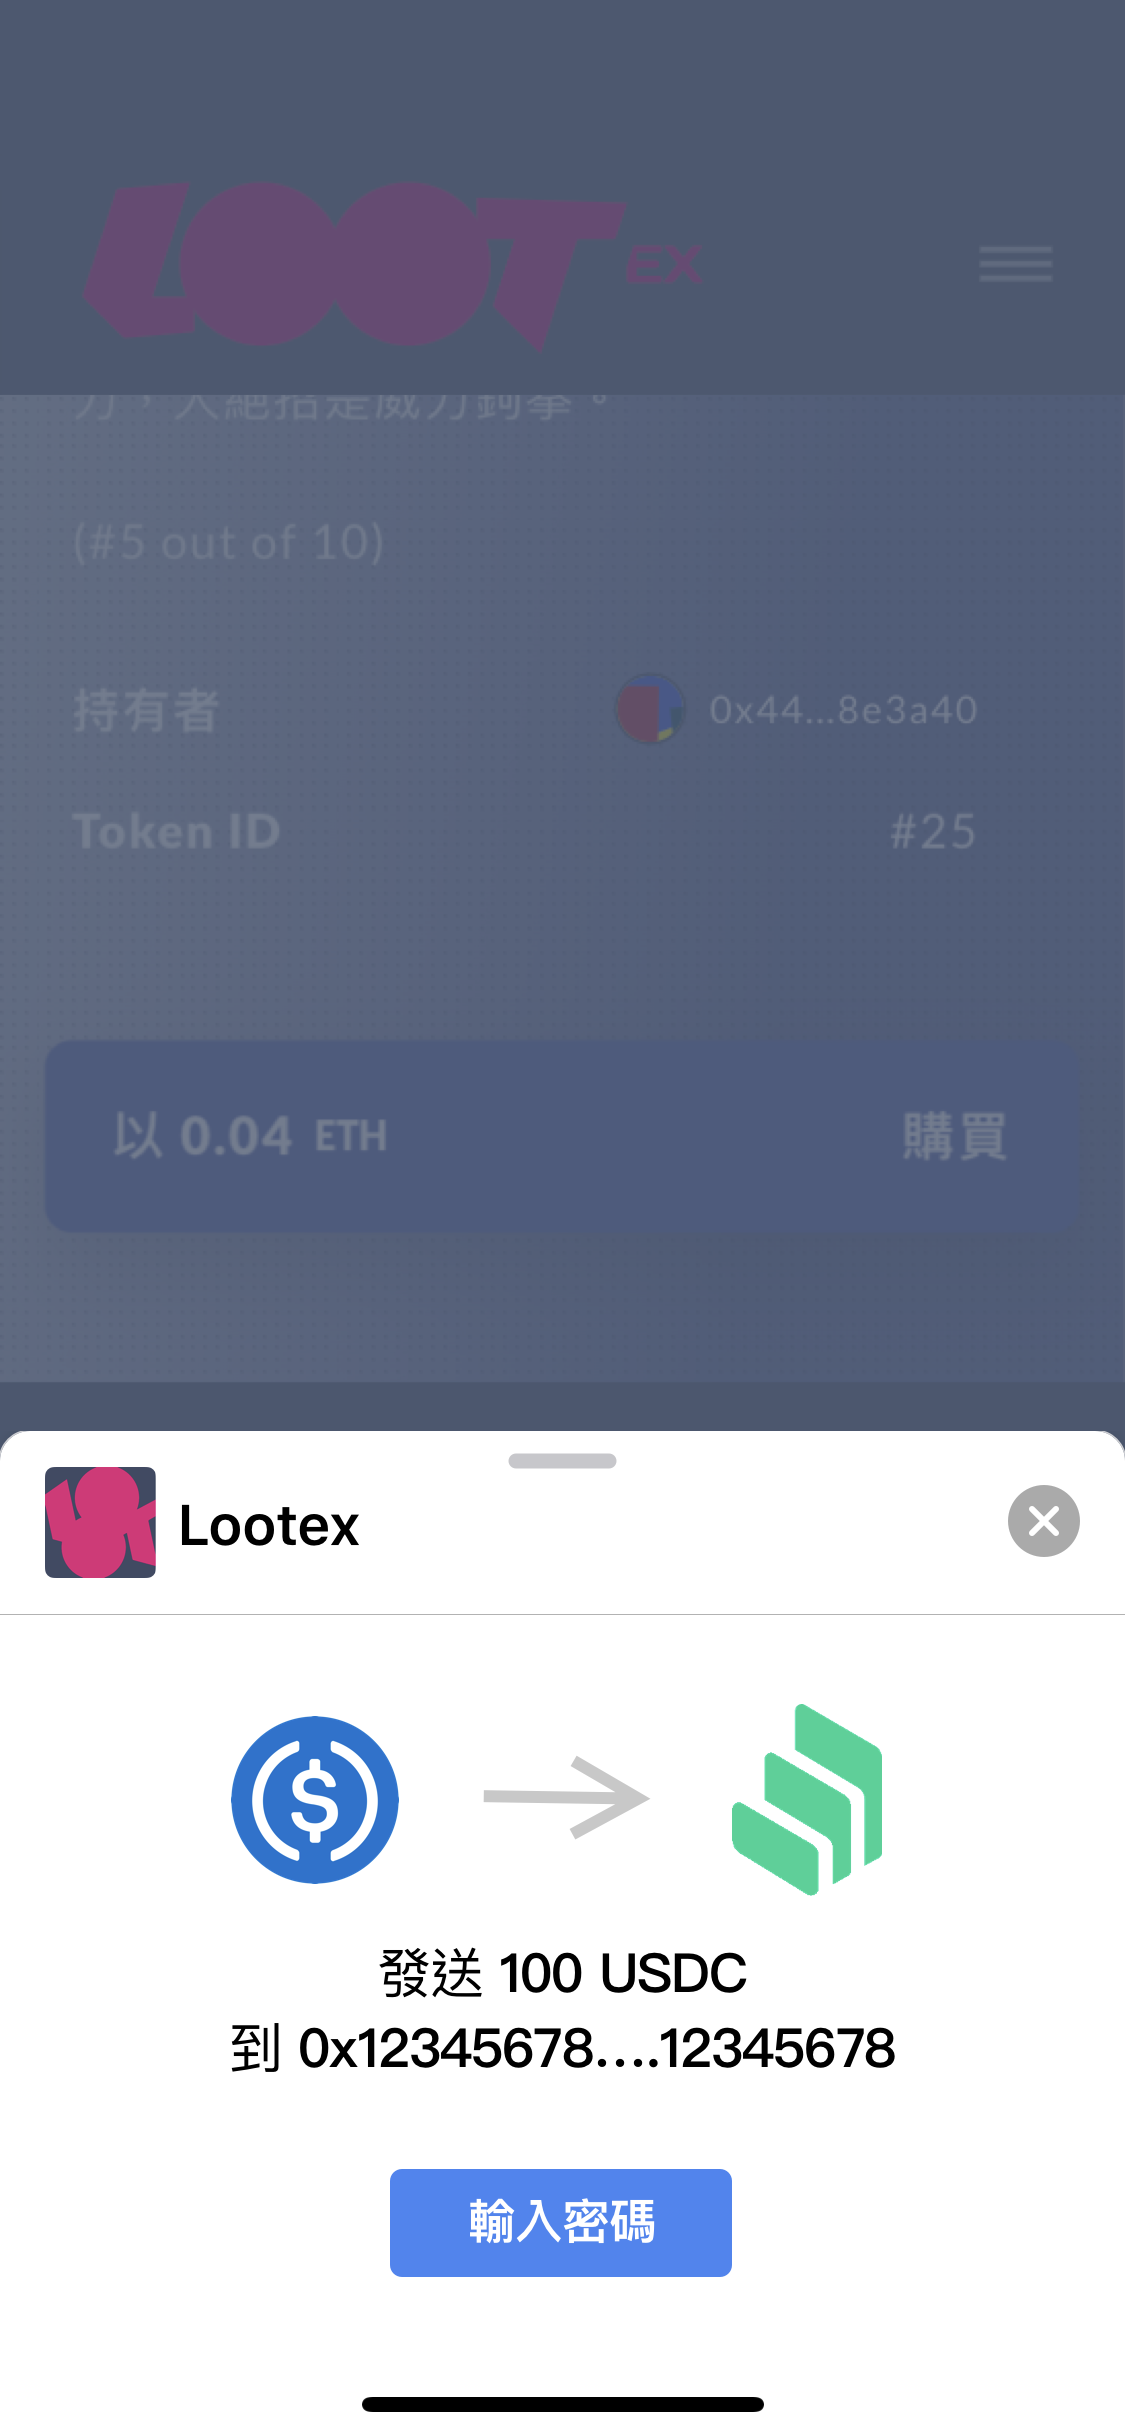 LOOT EX
(#5 out of 10)
持有者 0x44...8e3a40
Token ID #25
以 0.04 ETH 購買
Lootex
發送 100 USDC
到 0x12345678....12345678
輸入密碼